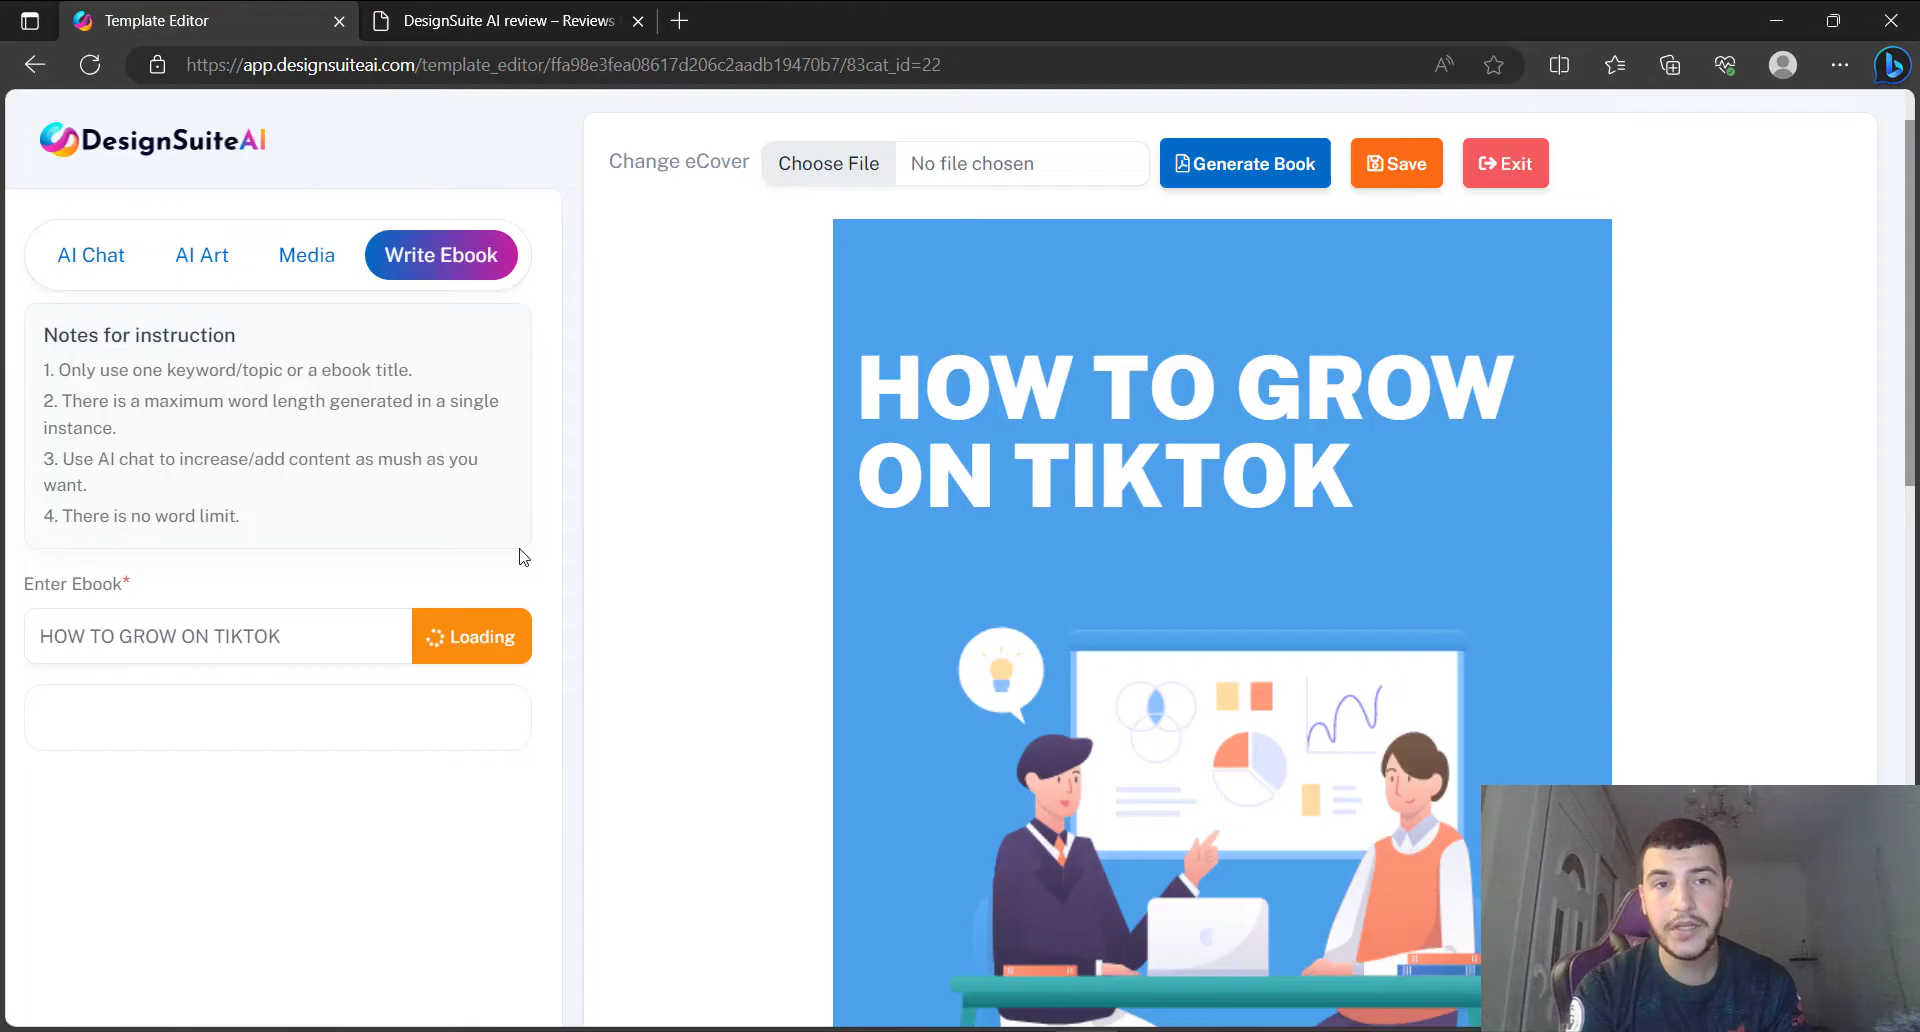 Template Editor
DesignSuite AI review – Reviews
https://app.designsuiteai.com/template_editor/ffa98e3fea08617d206c2aadb19470b7/83cat_id=22
DesignSuiteAI
Change eCover
Choose File
No file chosen
Generate Book
Save
Exit
AI Chat
AI Art
Media
Write Ebook
Notes for instruction
1. Only use one keyword/topic or a ebook title.
2. There is a maximum word length generated in a single
instance.
3. Use AI chat to increase/add content as mush as you
want.
4. There is no word limit.
Enter Ebook*
HOW TO GROW ON TIKTOK
Loading
HOW TO GROW
ON TIKTOK